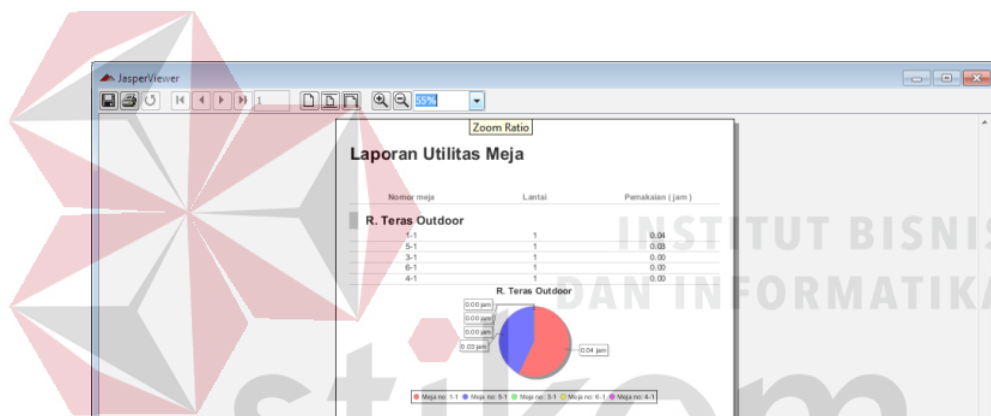 JasperViewer
1
55%
Zoom Ratio
Laporan Utilitas Meja
Nomor meja Lantai Pemakaian ( jam )
R. Teras Outdoor
1-1 1 0.04
5-1 1 0.03
3-1 1 0.00
6-1 1 0.00
4-1 1 0.00
R. Teras Outdoor
0.00 jam
0.00 jam
0.00 jam
0.03 jam
0.04 jam
Meja no: 1-1 Meja no: 5-1 Meja no: 3-1 Meja no: 6-1 Meja no: 4-1
INSTITUT BISNIS
DAN INFORMATIKA
stikom